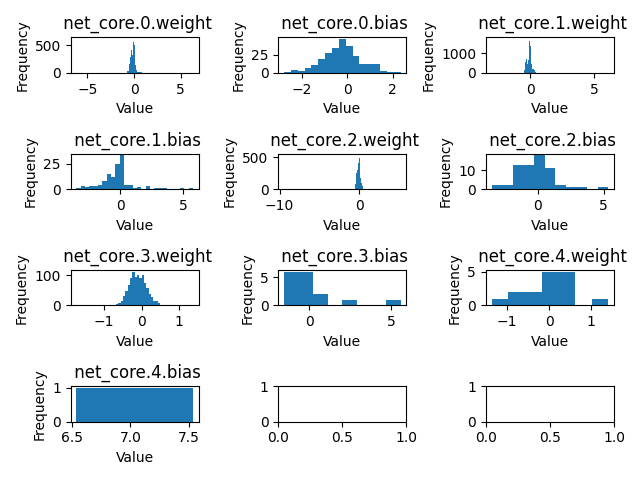 net_core.0.weight
net_core.0.bias
net_core.1.weight
Frequency
500
0
−5
0
5
Value
Frequency
25
0
−2
0
2
Value
Frequency
1000
0
0
5
Value
net_core.1.bias
net_core.2.weight
net_core.2.bias
Frequency
25
0
0
5
Value
Frequency
500
0
−10
0
Value
Frequency
10
0
0
5
Value
net_core.3.weight
net_core.3.bias
net_core.4.weight
Frequency
100
0
−1
0
1
Value
Frequency
5
0
0
5
Value
Frequency
5
0
−1
0
1
Value
net_core.4.bias
Frequency
1
0
6.5
7.0
7.5
Value
1
0
0.0
0.5
1.0
1
0
0.0
0.5
1.0